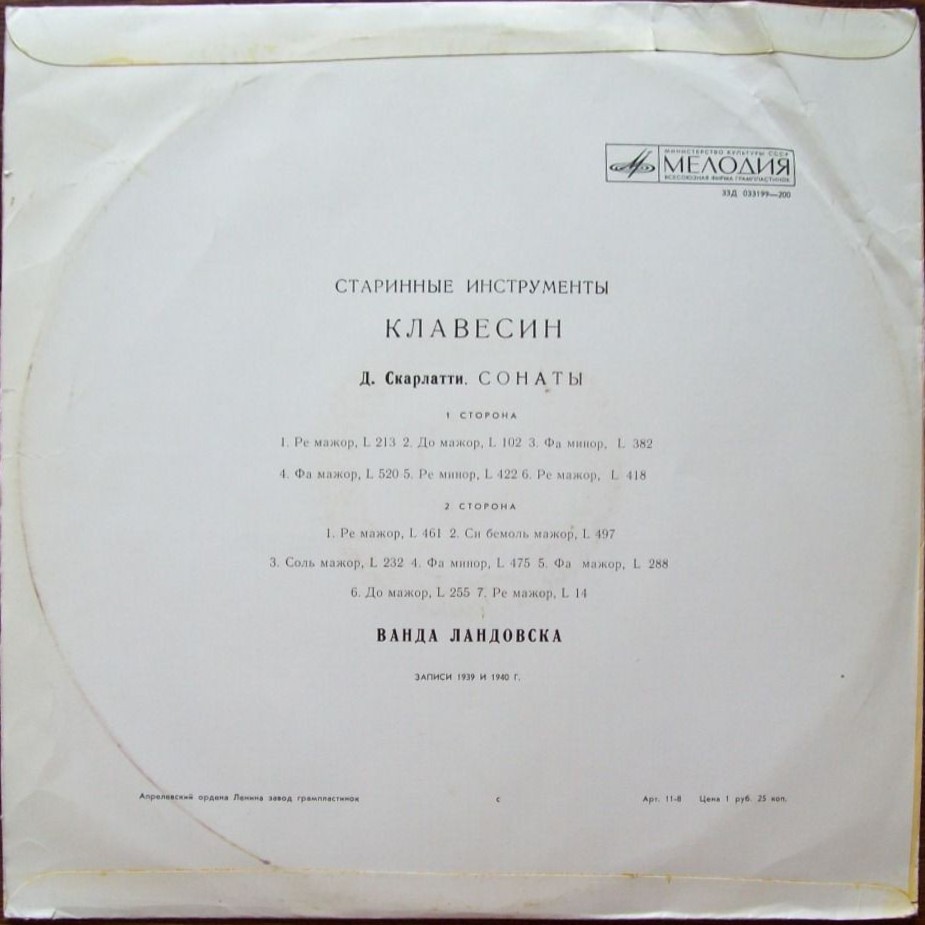 МИНИСТЕРСТВО КУЛЬТУРЫ СССР
МЕЛОДИЯ
ВСЕСОЮЗНАЯ ФИРМА ГРАМПЛАСТИНОК
33Д 033199—200
СТАРИННЫЕ ИНСТРУМЕНТЫ
КЛАВЕСИН
Д. Скарлатти. СОНАТЫ
1 СТОРОНА
1. Ре мажор, L 213 2. До мажор, L 102 3. Фа минор, L 382
4. Фа мажор, L 520 5. Ре минор, L 422 6. Ре мажор, L 418
2 СТОРОНА
1. Ре мажор, L 461 2. Си бемоль мажор, L 497
3. Соль мажор, L 232 4. Фа минор, L 475 5. Фа мажор, L 288
6. До мажор, L 255 7. Ре мажор, L 14
ВАНДА ЛАНДОВСКА
ЗАПИСИ 1939 И 1940 Г.
Апрелевский ордена Ленина завод грампластинок с Арт. 11-8 Цена 1 руб. 25 коп.